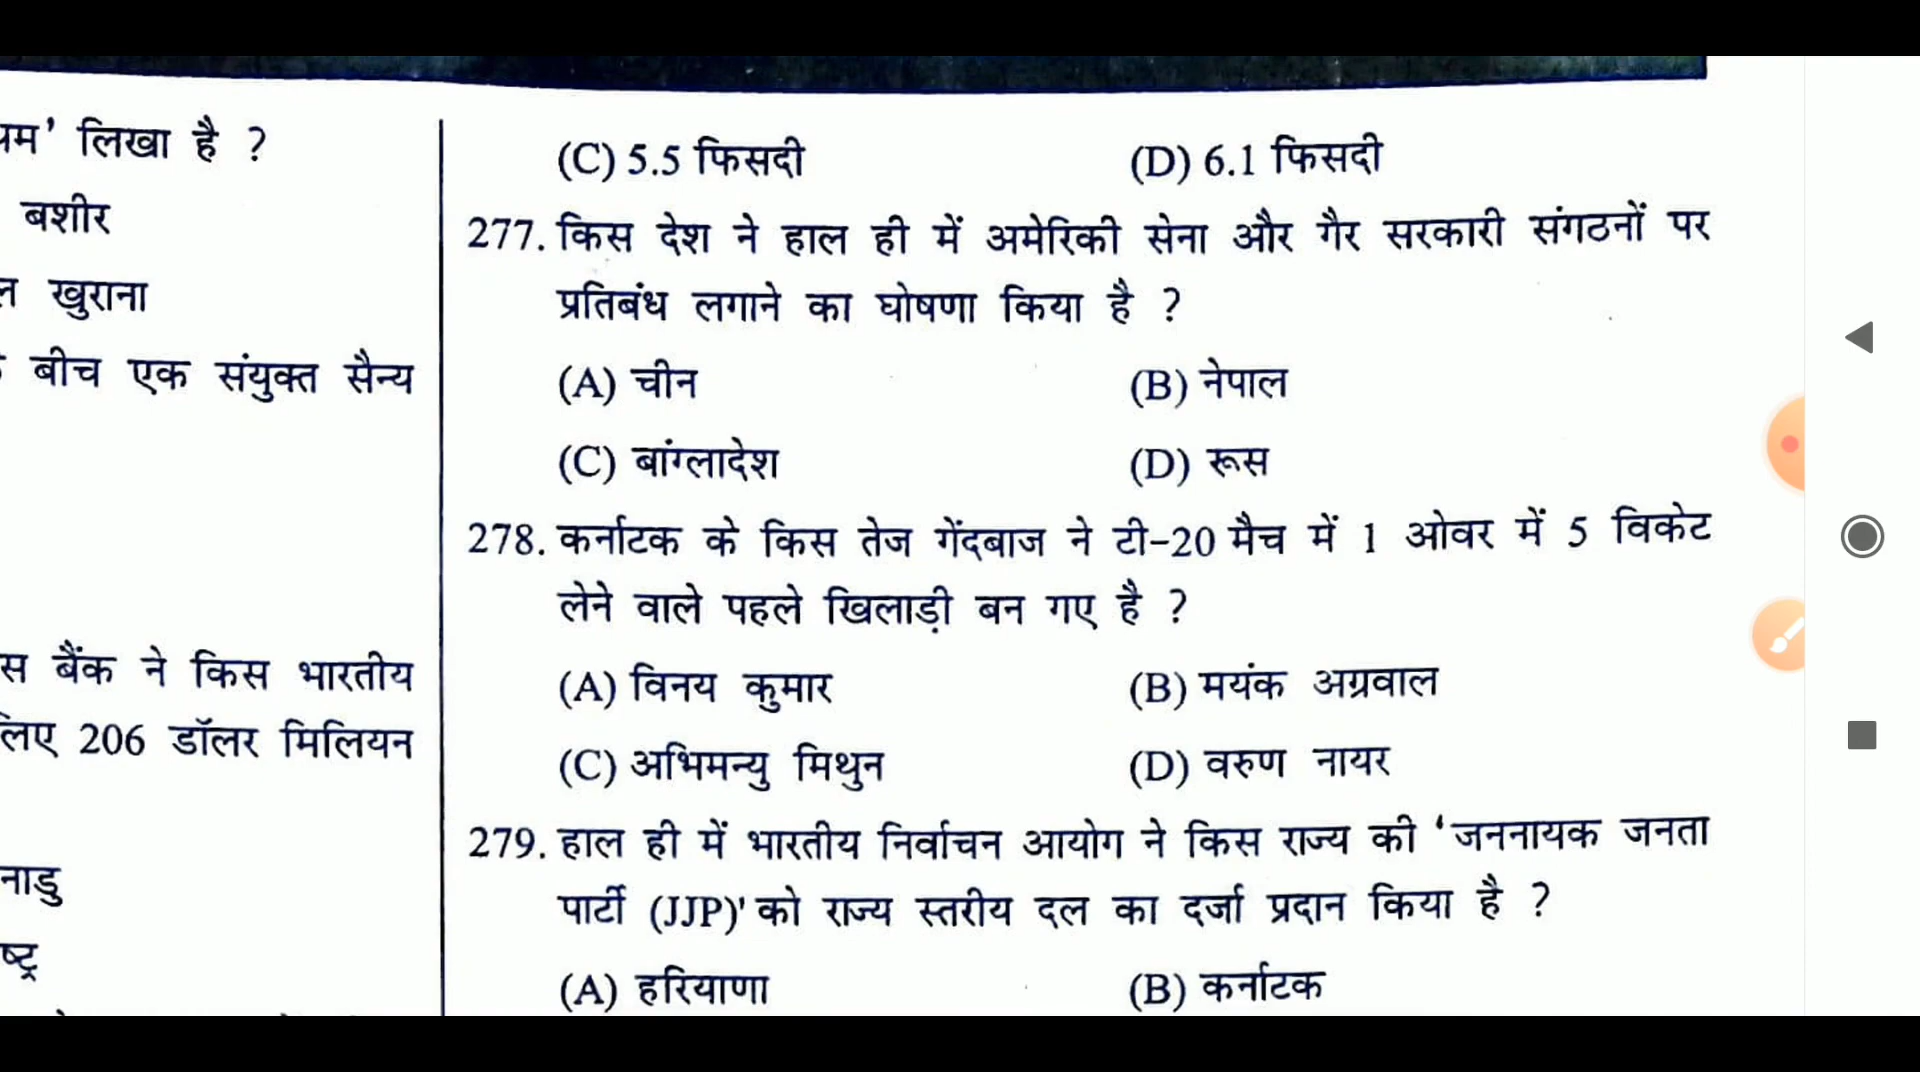 लिखा है ?
बशीर
खुराना
बीच एक संयुक्त सैन्य
बैंक ने किस भारतीय
206 डॉलर मिलियन
(C) 5.5 फिसदी (D) 6.1 फिसदी
277. किस देश ने हाल ही में अमेरिकी सेना और गैर सरकारी संगठनों पर
प्रतिबंध लगाने का घोषणा किया है ?
(A) चीन (B) नेपाल
(C) बांग्लादेश (D) रूस
278. कर्नाटक के किस तेज गेंदबाज ने टी-20 मैच में 1 ओवर में 5 विकेट
लेने वाले पहले खिलाड़ी बन गए है ?
(A) विनय कुमार (B) मयंक अग्रवाल
(C) अभिमन्यु मिथुन (D) वरुण नायर
279. हाल ही में भारतीय निर्वाचन आयोग ने किस राज्य की ‘जननायक जनता
पार्टी (JJP)' को राज्य स्तरीय दल का दर्जा प्रदान किया है ?
(A) हरियाणा (B) कर्नाटक